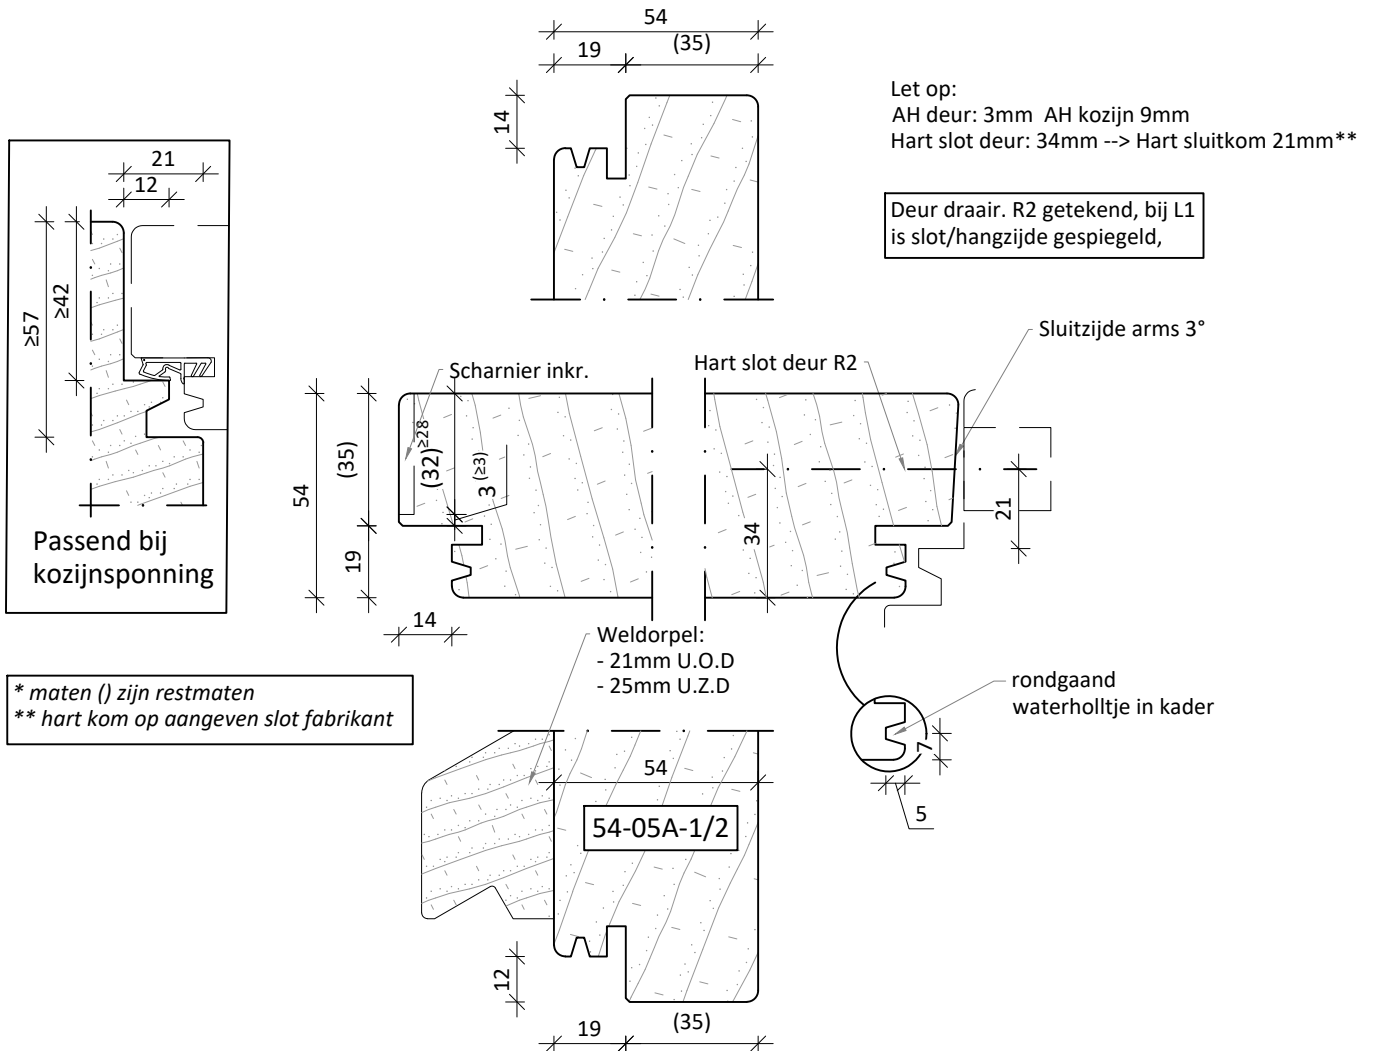 54
19
(35)
14
Let op:
AH deur: 3mm AH kozijn 9mm
Hart slot deur: 34mm --> Hart sluitkom 21mm**
Deur draair. R2 getekend, bij L1
is slot/hangzijde gespiegeld,
21
12
≥42
≥57
Passend bij
kozijnsponning
Sluitzijde arms 3°
Hart slot deur R2
Scharnier inkr.
54
(35)
19
(32) ≥28
3 (≥3)
34
21
14
Weldorpel:
- 21mm U.O.D
- 25mm U.Z.D
* maten () zijn restmaten
** hart kom op aangeven slot fabrikant
rondgaand
waterholltje in kader
7
5
54
54-05A-1/2
12
19
(35)